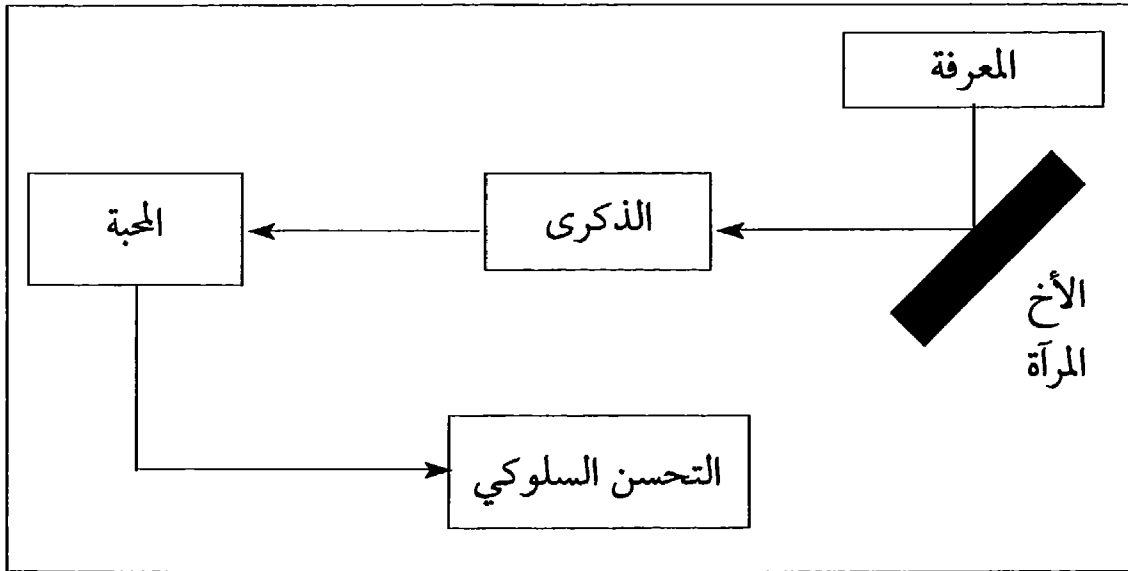 المعرفة
الذكرى
المحبة
الأخ
المرآة
التحسن السلوكي